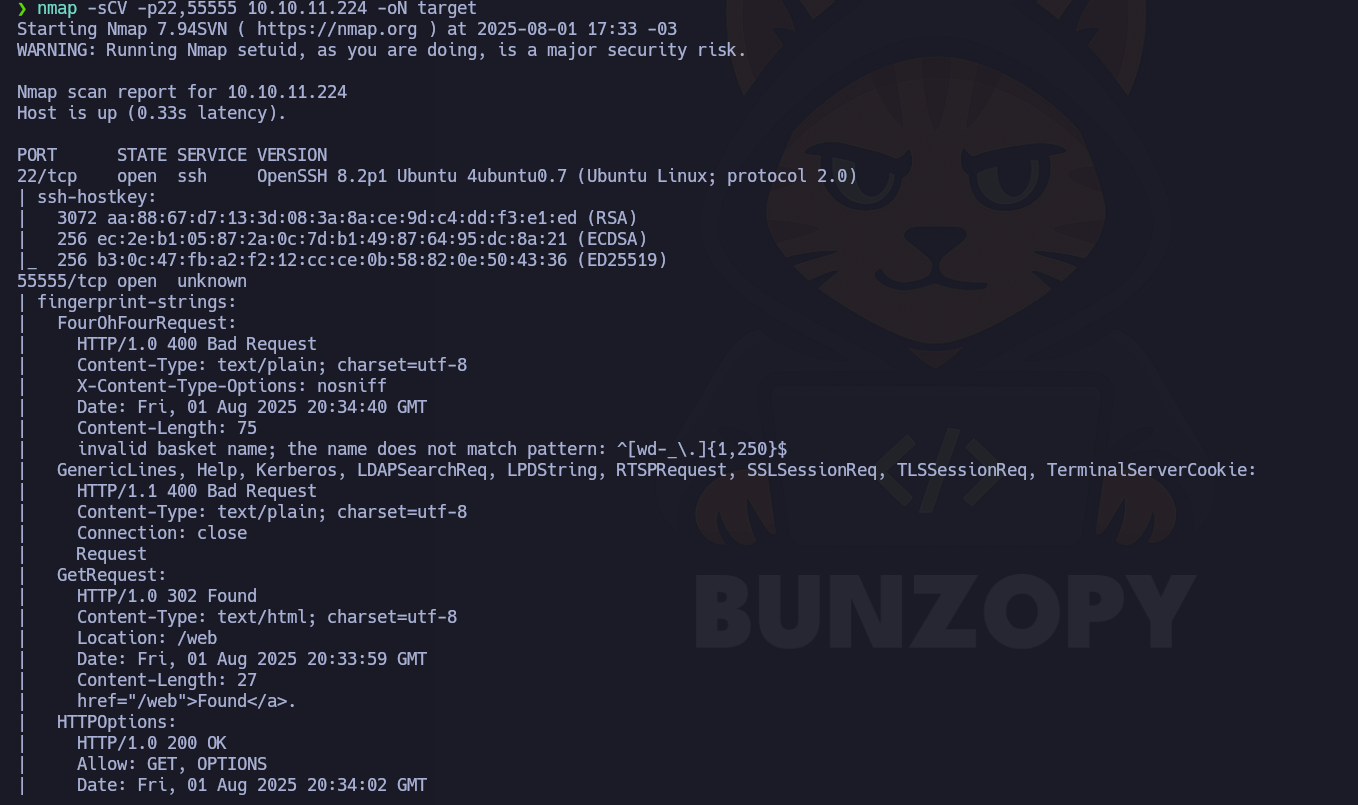 ❯ nmap -sCV -p22,55555 10.10.11.224 -oN target
Starting Nmap 7.94SVN ( https://nmap.org ) at 2025-08-01 17:33 -03
WARNING: Running Nmap setuid, as you are doing, is a major security risk.
Nmap scan report for 10.10.11.224
Host is up (0.33s latency).
PORT      STATE SERVICE VERSION
22/tcp    open  ssh     OpenSSH 8.2p1 Ubuntu 4ubuntu0.7 (Ubuntu Linux; protocol 2.0)
| ssh-hostkey:
|   3072 aa:88:67:d7:13:3d:08:3a:8a:ce:9d:c4:dd:f3:e1:ed (RSA)
|   256 ec:2e:b1:05:87:2a:0c:7d:b1:49:87:64:95:dc:8a:21 (ECDSA)
|_  256 b3:0c:47:fb:a2:f2:12:cc:ce:0b:58:82:0e:50:43:36 (ED25519)
55555/tcp open  unknown
| fingerprint-strings:
|   FourOhFourRequest:
|     HTTP/1.0 400 Bad Request
|     Content-Type: text/plain; charset=utf-8
|     X-Content-Type-Options: nosniff
|     Date: Fri, 01 Aug 2025 20:34:40 GMT
|     Content-Length: 75
|     invalid basket name; the name does not match pattern: ^[wd-_\.]{1,250}$
|   GenericLines, Help, Kerberos, LDAPSearchReq, LPDString, RTSPRequest, SSLSessionReq, TLSSessionReq, TerminalServerCookie:
|     HTTP/1.1 400 Bad Request
|     Content-Type: text/plain; charset=utf-8
|     Connection: close
|     Request
|   GetRequest:
|     HTTP/1.0 302 Found
|     Content-Type: text/html; charset=utf-8
|     Location: /web
|     Date: Fri, 01 Aug 2025 20:33:59 GMT
|     Content-Length: 27
|     href="/web">Found</a>.
|   HTTPOptions:
|     HTTP/1.0 200 OK
|     Allow: GET, OPTIONS
|     Date: Fri, 01 Aug 2025 20:34:02 GMT
</>
BUNZOPY